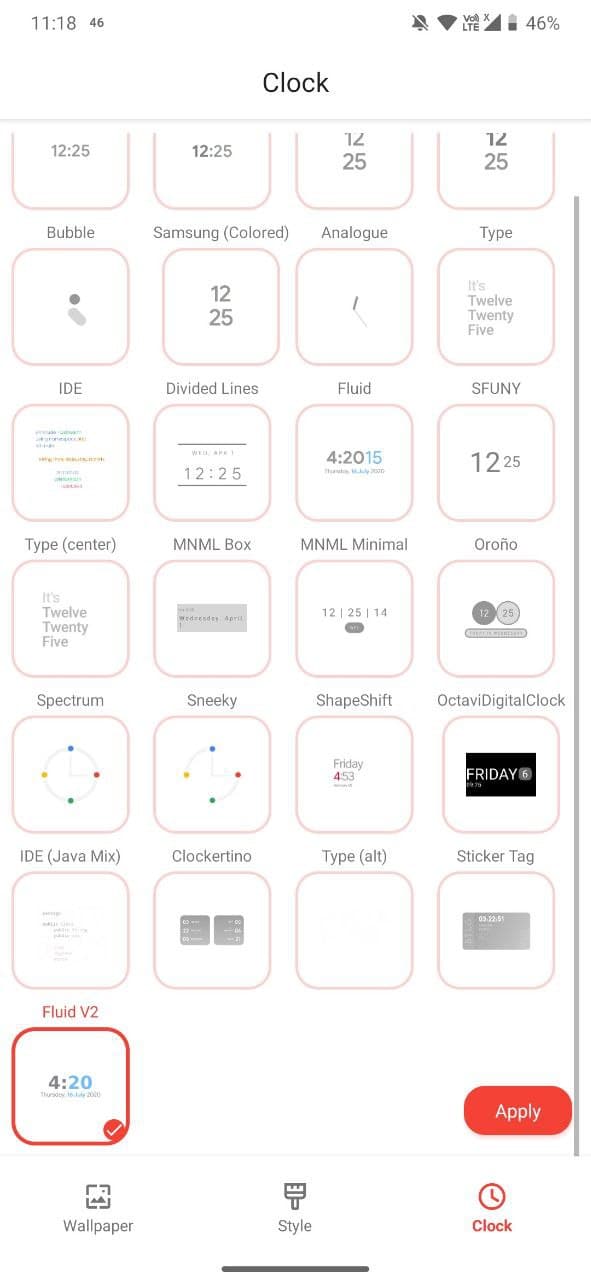 11:18 46 Vo) LTE X 46%
Clock
12:25 12:25 12 12
25 25
Bubble Samsung (Colored) Analogue Type
12
25
It's
Twelve
Twenty
Five
IDE Divided Lines Fluid SFUNY
WED, APR 1
12:25
4:2015
Thursday, 16 July 2020
12 25
Type (center) MNML Box MNML Minimal Oroño
It's
Twelve
Twenty
Five
Wednesday, April
1
12 | 25 | 14
12 25
TODAY IS WEDNESDAY
Spectrum Sneeky ShapeShift OctaviDigitalClock
Friday
4:53
FRIDAY 6
IDE (Java Mix) Clockertino Type (alt) Sticker Tag
03:22:51
Fluid V2
4:20
Thursday, 16 July 2020
Apply
Wallpaper Style Clock